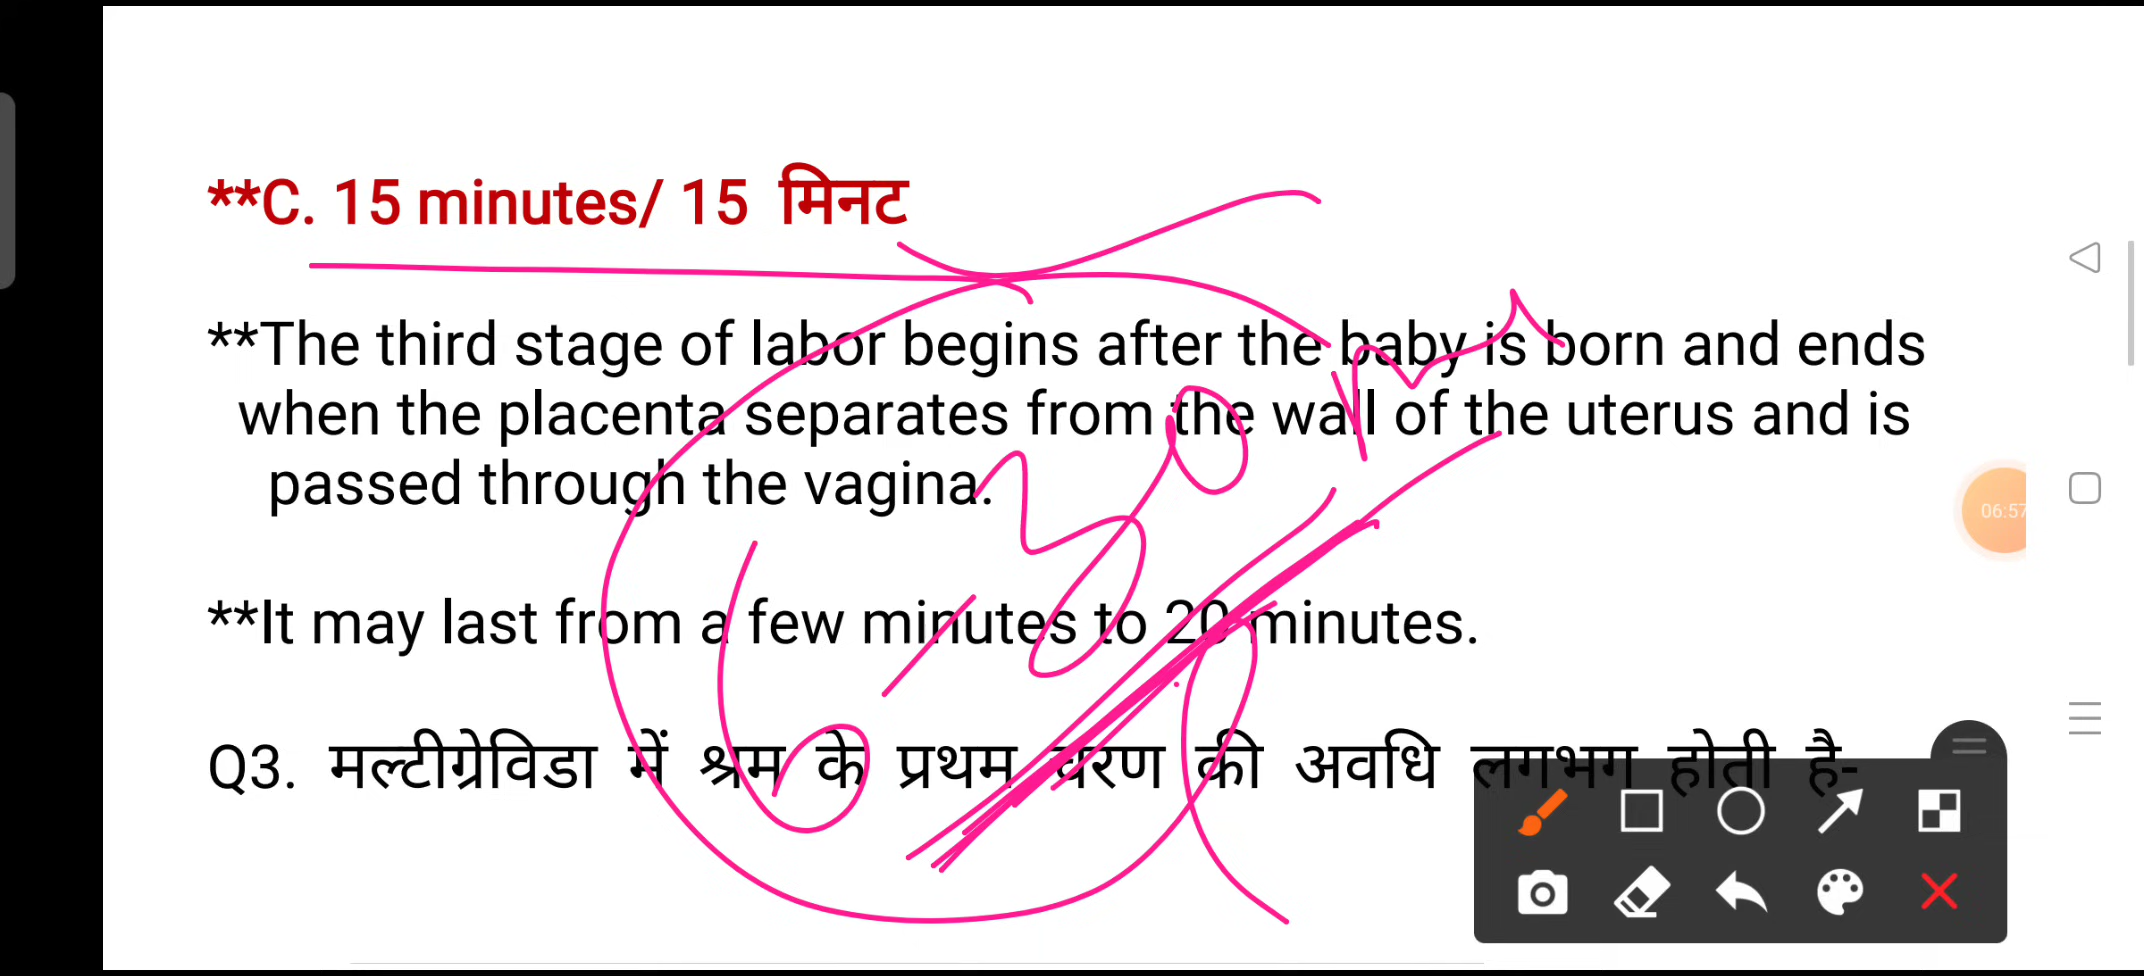 **C. 15 minutes/ 15 मिनट
**The third stage of labor begins after the baby is born and ends
when the placenta separates from the wall of the uterus and is
passed through the vagina.
**It may last from a few minutes to 20 minutes.
Q3. मल्टीग्रेविडा में श्रम के प्रथम चरण की अवधि लगभग होती है-
06:57